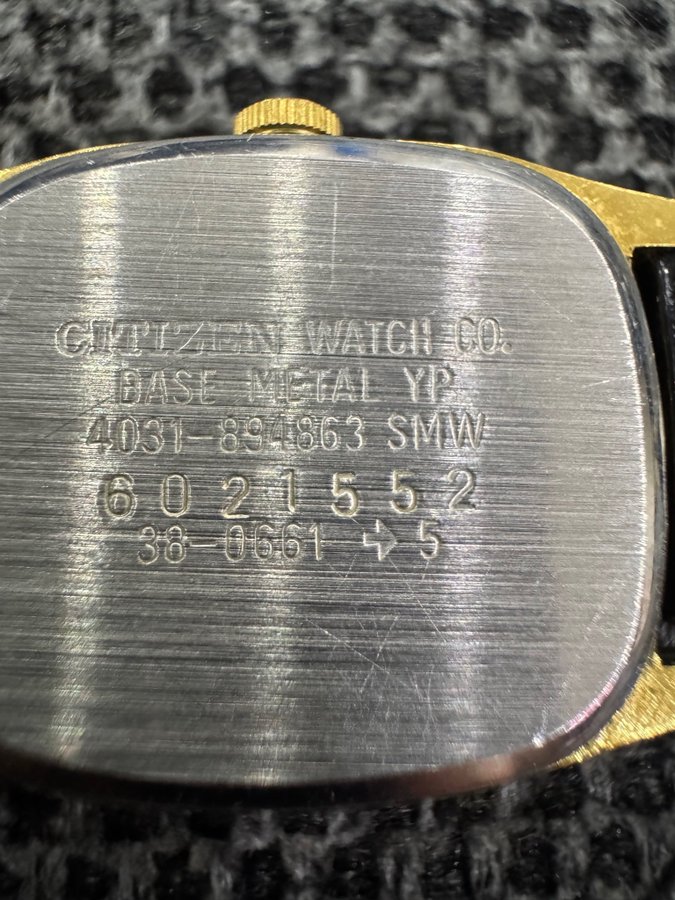 CITIZEN WATCH CO.
BASE METAL YP
4031-894863 SMW
6021552
38-0661 → 5